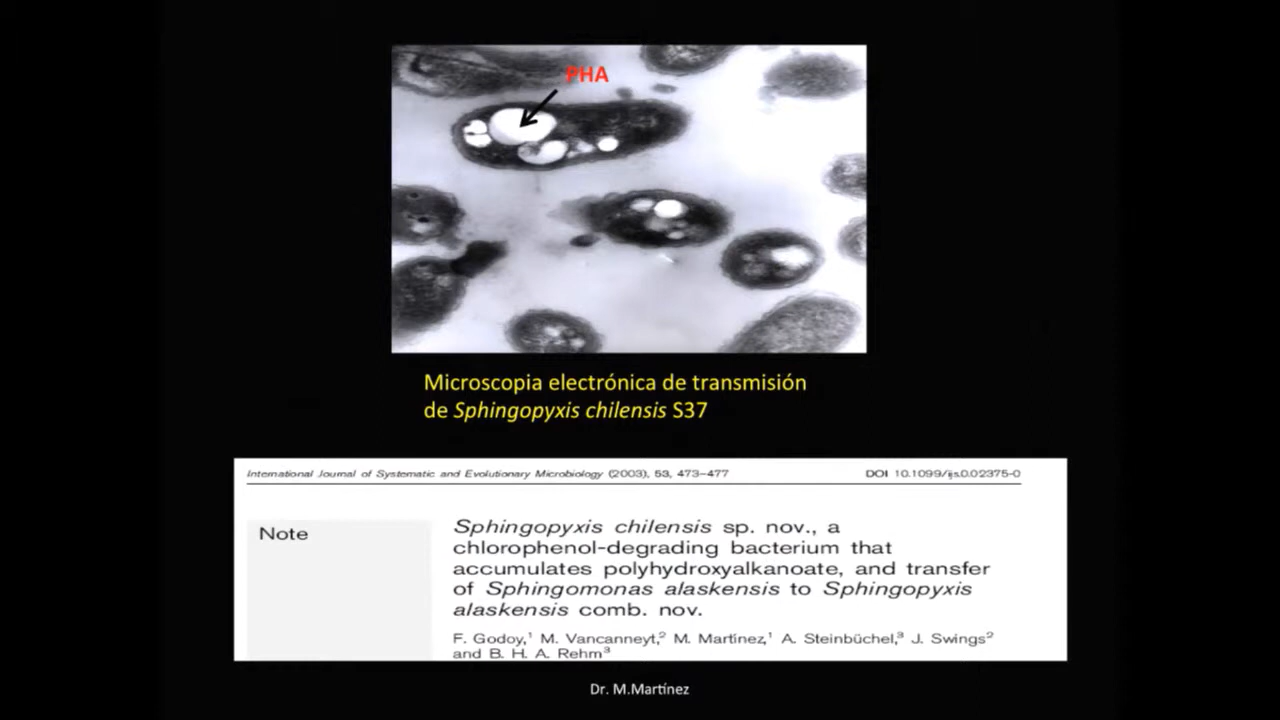 PHA
Microscopia electrónica de transmisión
de Sphingopyxis chilensis S37
International Journal of Systematic and Evolutionary Microbiology (2003), 53, 473–477 DOI 10.1099/ijs.0.02375-0
Note
Sphingopyxis chilensis sp. nov., a
chlorophenol-degrading bacterium that
accumulates polyhydroxyalkanoate, and transfer
of Sphingomonas alaskensis to Sphingopyxis
alaskensis comb. nov.
F. Godoy,¹ M. Vancanneyt,² M. Martínez,¹ A. Steinbüchel,³ J. Swings²
and B. H. A. Rehm³
Dr. M.Martínez